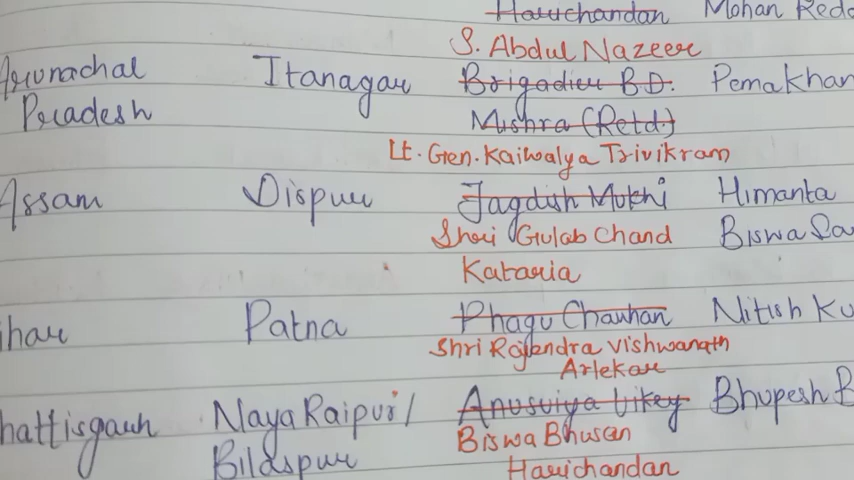 Harichandan Mohan Redd
S. Abdul Nazeer
Arunachal Itanagar Brigadier B.D. Pema Khan
Pradesh Mishra (Retd.)
Lt. Gen. Kaiwalya Trivikram
Assam Dispur Jagdish Mukhi Himanta
Shri Gulab Chand Biswa Sa
Kataria
ihar Patna Phagu Chauhan Nitish Ku
Shri Rajendra Vishwanath
Arlekar
hattisgarh Naya Raipur/ Anusuiya Uikey Bhupesh B
Biswa Bhusan
Bilaspur
Harichandan